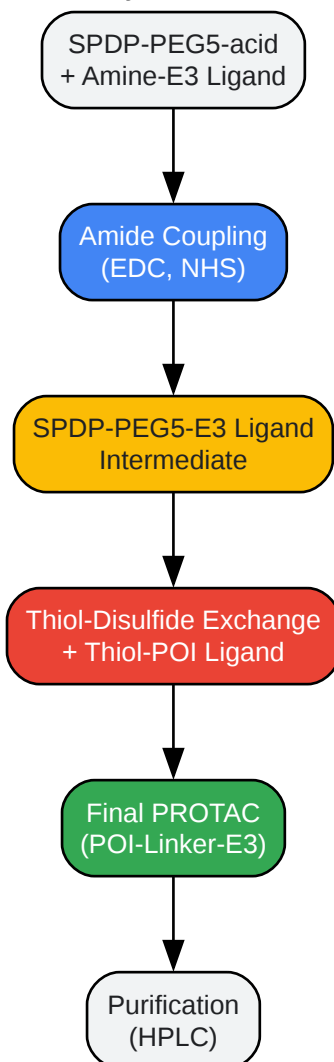 SPDP-PEG5-acid
+ Amine-E3 Ligand
Amide Coupling
(EDC, NHS)
SPDP-PEG5-E3 Ligand
Intermediate
Thiol-Disulfide Exchange
+ Thiol-POI Ligand
Final PROTAC
(POI-Linker-E3)
Purification
(HPLC)